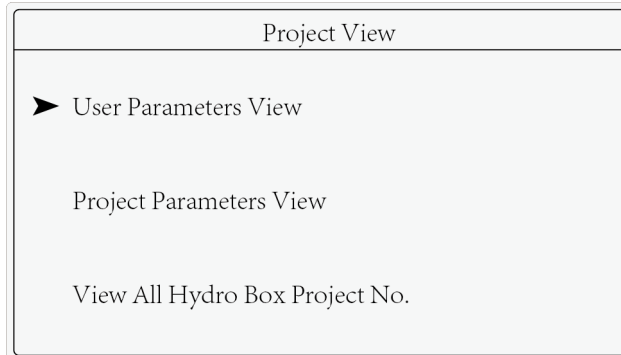 Project View
User Parameters View
Project Parameters View
View All Hydro Box Project No.